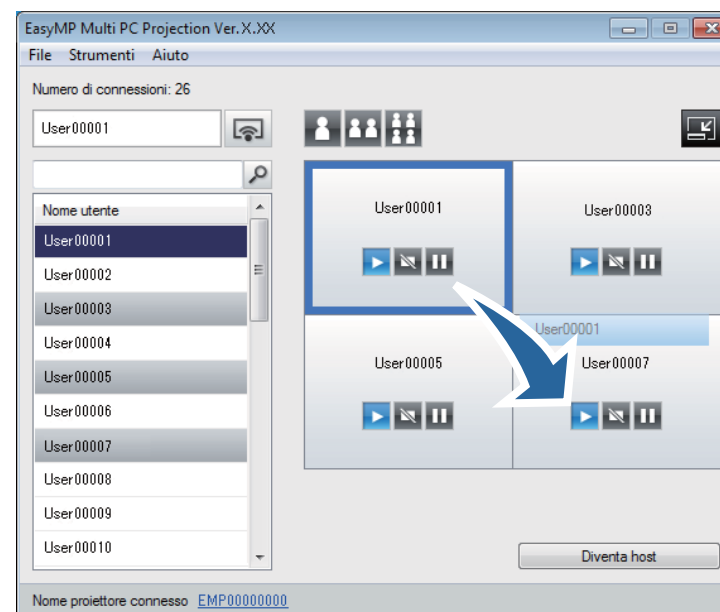 EasyMP Multi PC Projection Ver.X.XX
File Strumenti Aiuto
Numero di connessioni: 26
User00001
Nome utente
User00001
User00002
User00003
User00004
User00005
User00006
User00007
User00008
User00009
User00010
User00001
User00003
User00001
User00005
User00007
Diventa host
Nome proiettore connesso EMP00000000